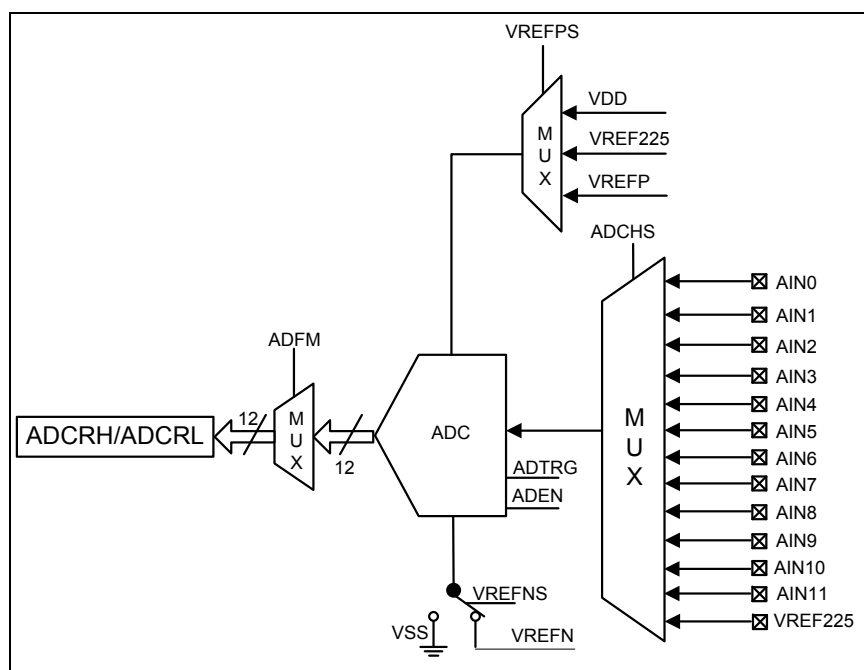 VREFPS
VDD
M
U
X
VREF225
VREFP
ADCHS
AIN0
AIN1
AIN2
AIN3
AIN4
AIN5
AIN6
AIN7
AIN8
AIN9
AIN10
AIN11
VREF225
M
U
X
ADFM
M
U
X
12
12
ADCRH/ADCRL
ADC
ADTRG
ADEN
VREFNS
VSS
VREFN